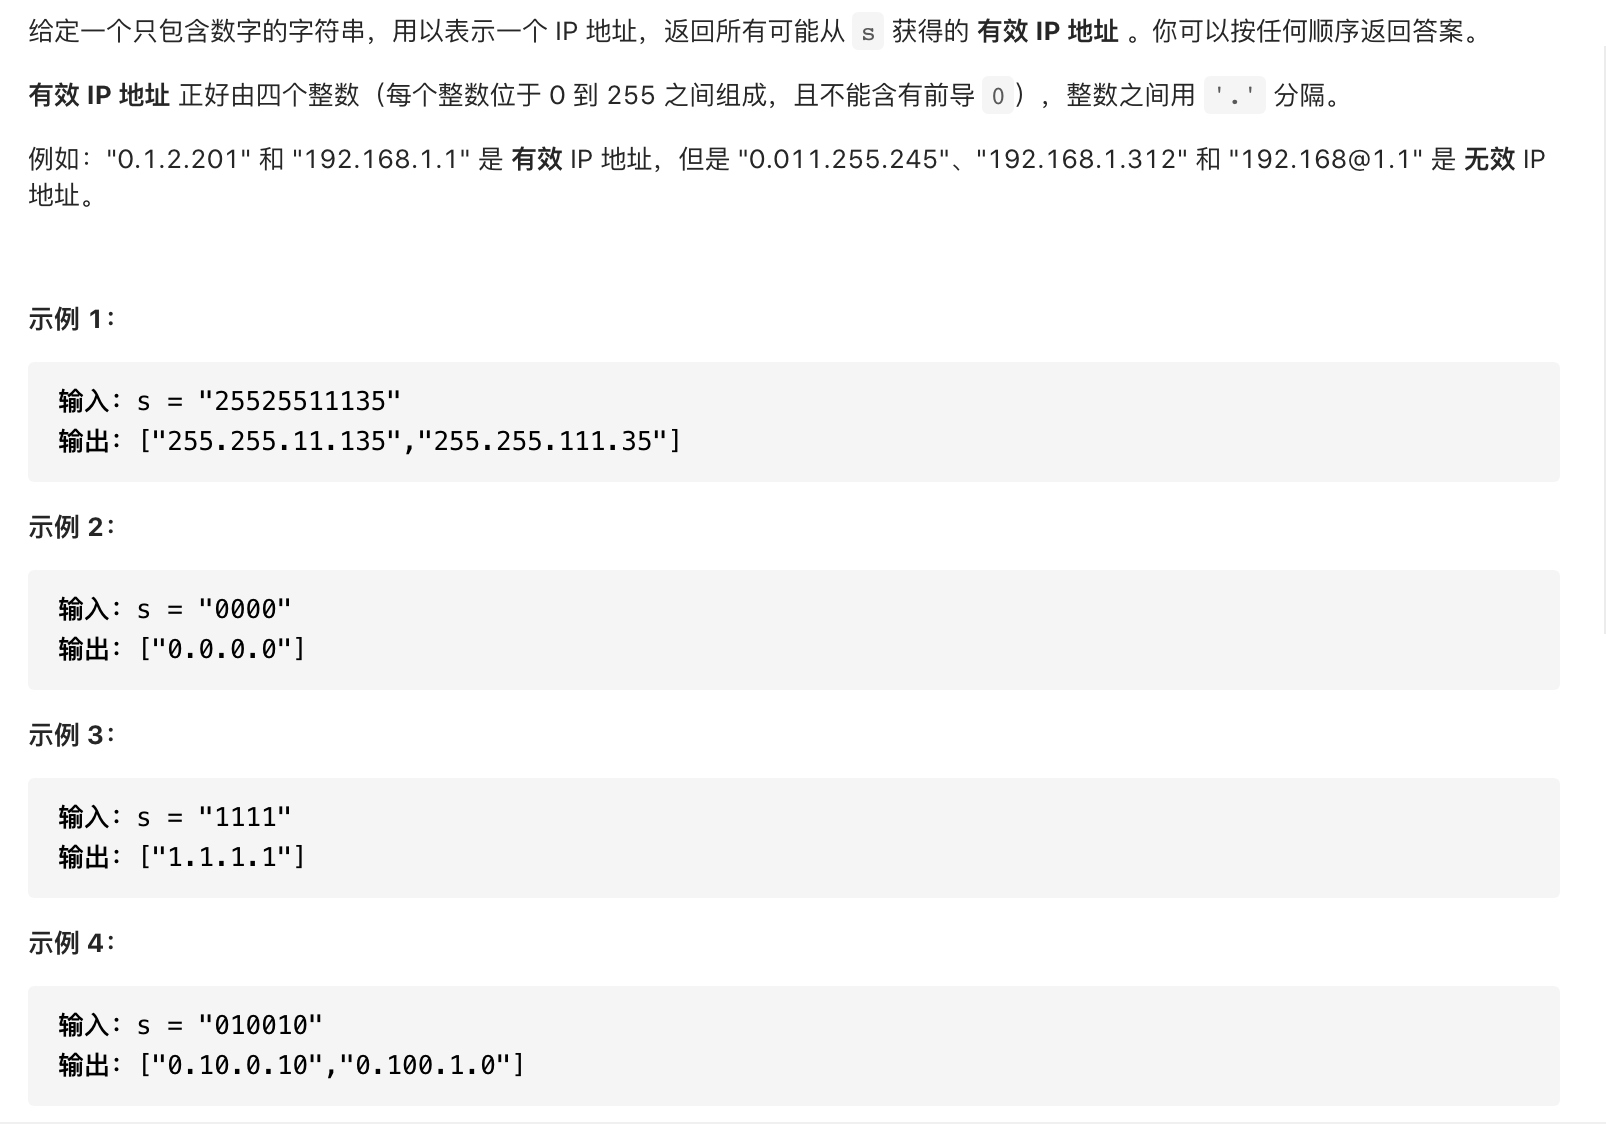 给定一个只包含数字的字符串，用以表示一个 IP 地址，返回所有可能从 s 获得的 有效 IP 地址 。你可以按任何顺序返回答案。
有效 IP 地址 正好由四个整数（每个整数位于 0 到 255 之间组成，且不能含有前导 0），整数之间用 '.' 分隔。
例如："0.1.2.201" 和 "192.168.1.1" 是 有效 IP 地址，但是 "0.011.255.245"、"192.168.1.312" 和 "192.168@1.1" 是 无效 IP
地址。
示例 1：
输入：s = "25525511135"
输出：["255.255.11.135","255.255.111.35"]
示例 2：
输入：s = "0000"
输出：["0.0.0.0"]
示例 3：
输入：s = "1111"
输出：["1.1.1.1"]
示例 4：
输入：s = "010010"
输出：["0.10.0.10","0.100.1.0"]